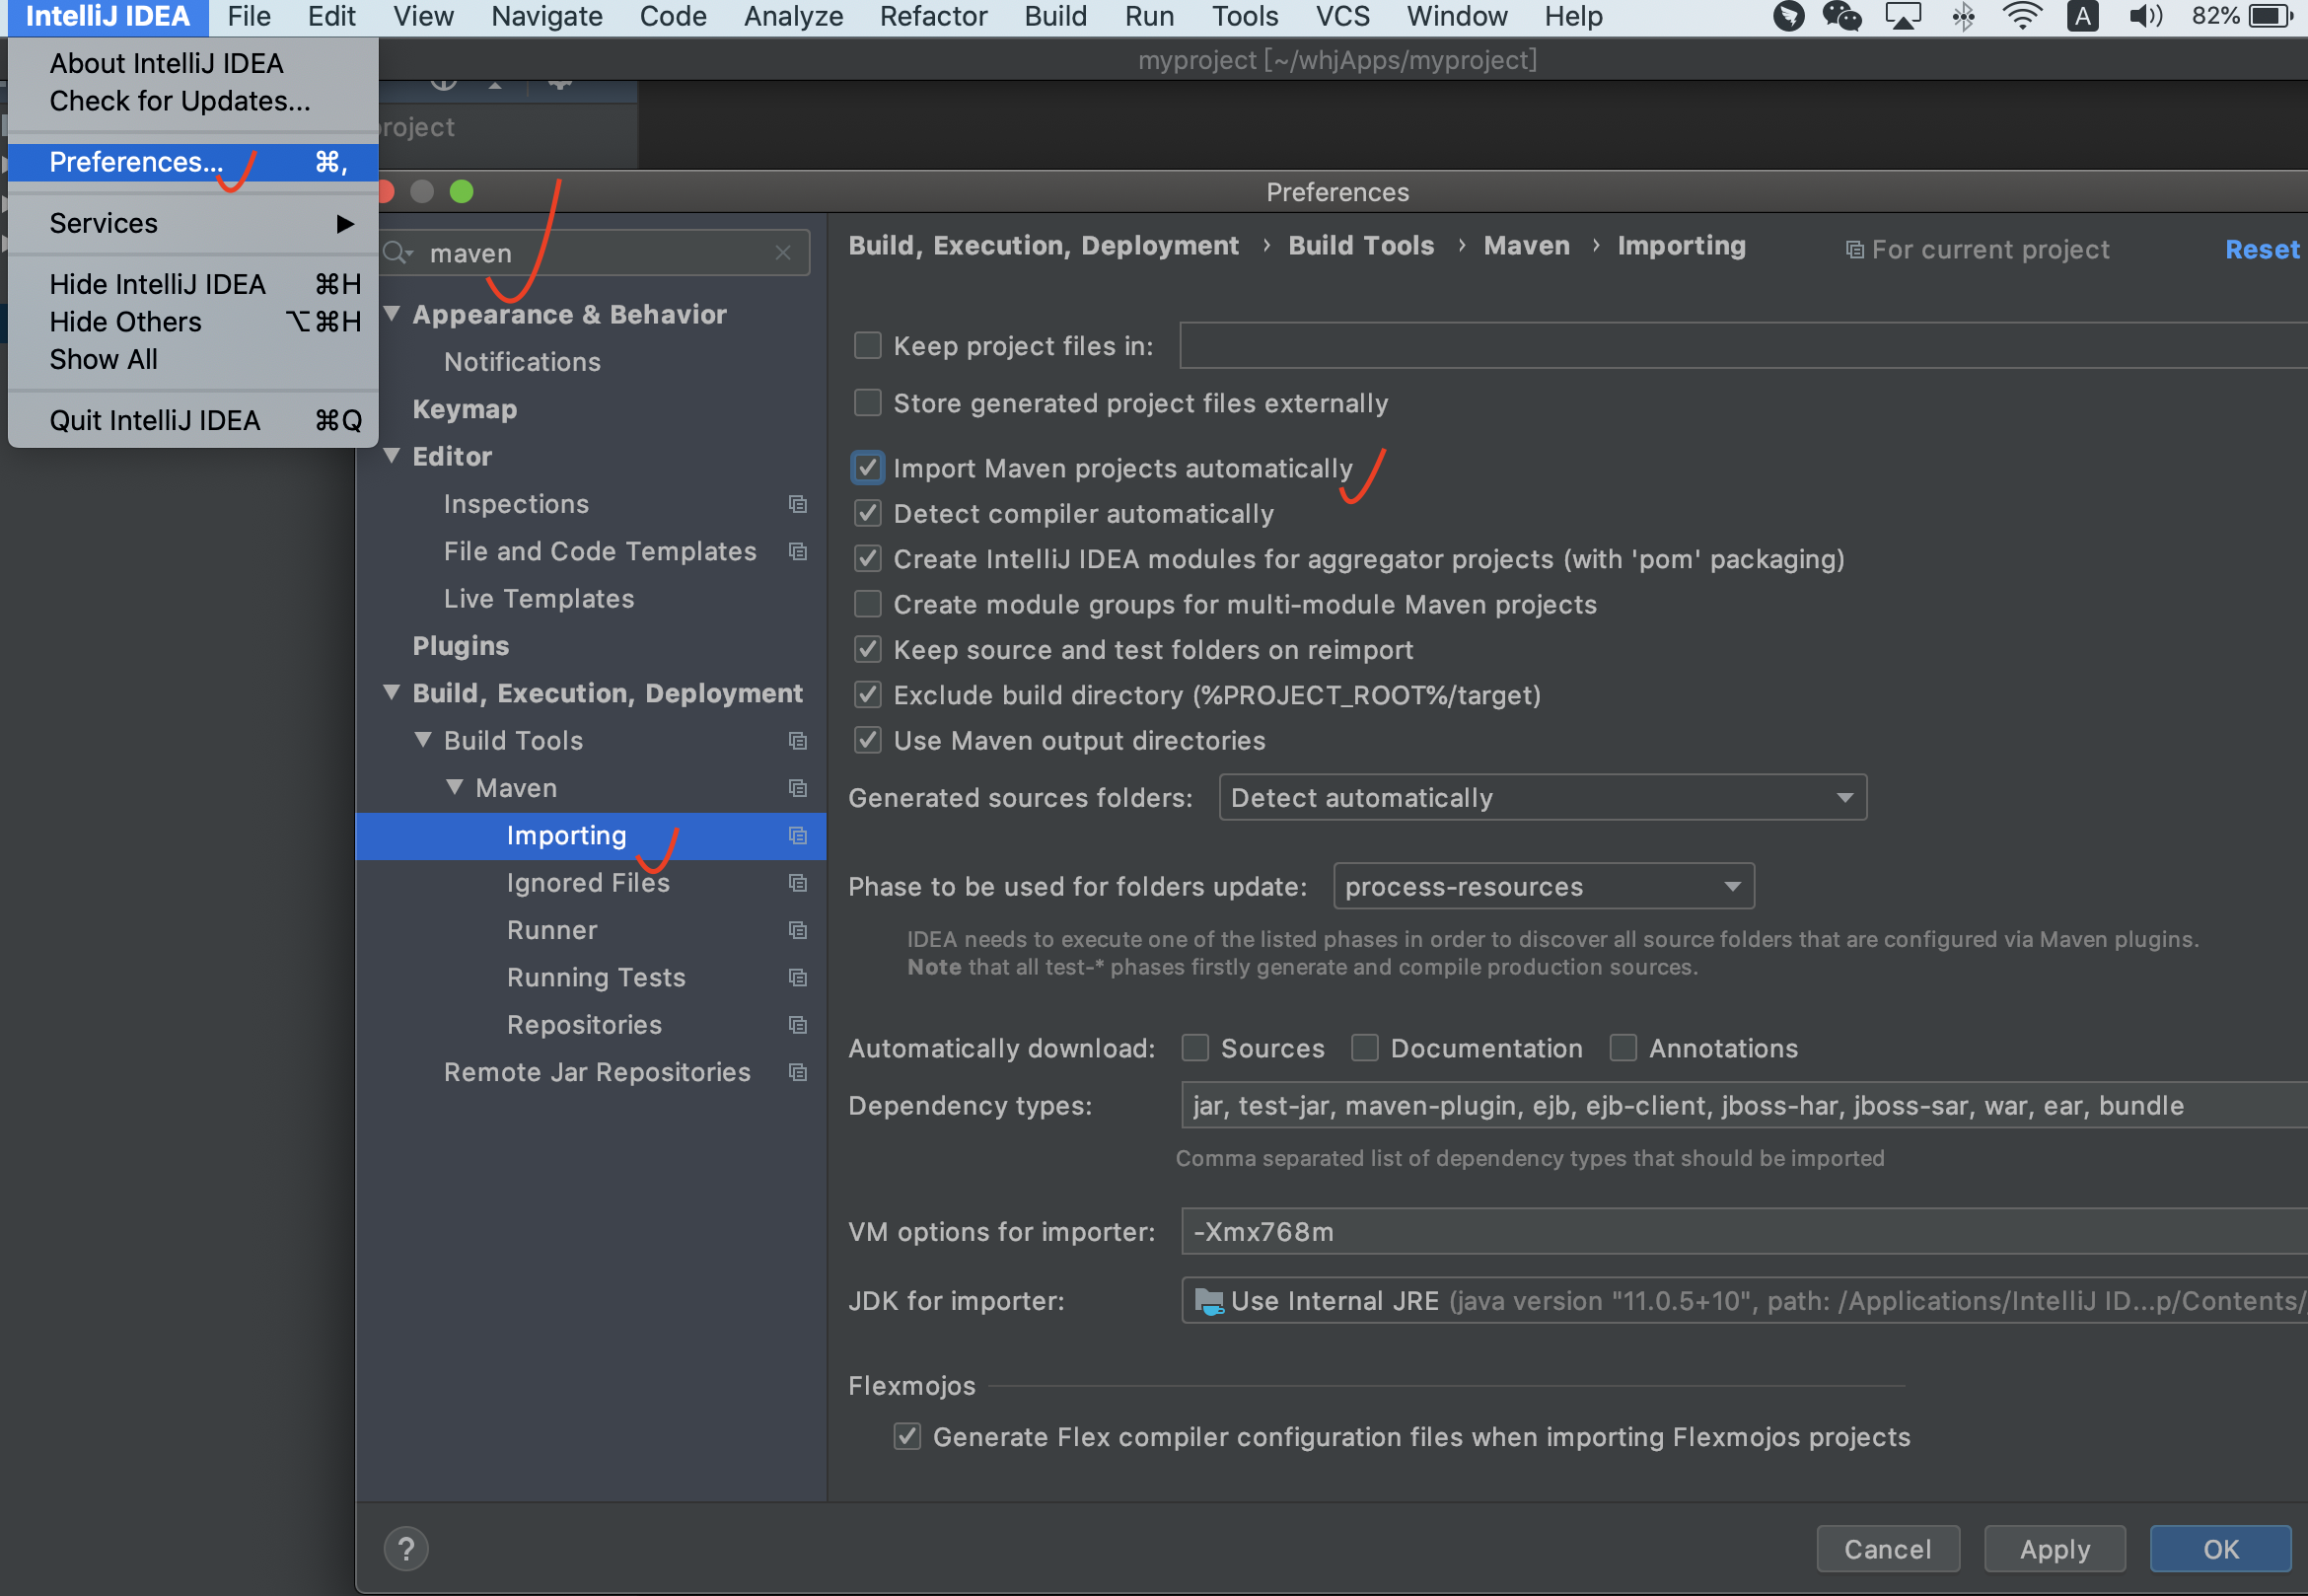 IntelliJ IDEA File Edit View Navigate Code Analyze Refactor Build Run Tools VCS Window Help A 82%
myproject [~/whjApps/myproject]
About IntelliJ IDEA
Check for Updates...
roject
Preferences... ⌘,
Services
Hide IntelliJ IDEA ⌘H
Hide Others ⌥⌘H
Show All
Quit IntelliJ IDEA ⌘Q
Preferences
maven
Appearance & Behavior
Notifications
Keymap
Editor
Inspections
File and Code Templates
Live Templates
Plugins
Build, Execution, Deployment
Build Tools
Maven
Importing
Ignored Files
Runner
Running Tests
Repositories
Remote Jar Repositories
Build, Execution, Deployment › Build Tools › Maven › Importing For current project Reset
Keep project files in:
Store generated project files externally
Import Maven projects automatically
Detect compiler automatically
Create IntelliJ IDEA modules for aggregator projects (with 'pom' packaging)
Create module groups for multi-module Maven projects
Keep source and test folders on reimport
Exclude build directory (%PROJECT_ROOT%/target)
Use Maven output directories
Generated sources folders: Detect automatically
Phase to be used for folders update: process-resources
IDEA needs to execute one of the listed phases in order to discover all source folders that are configured via Maven plugins.
Note that all test-* phases firstly generate and compile production sources.
Automatically download: Sources Documentation Annotations
Dependency types: jar, test-jar, maven-plugin, ejb, ejb-client, jboss-har, jboss-sar, war, ear, bundle
Comma separated list of dependency types that should be imported
VM options for importer: -Xmx768m
JDK for importer: Use Internal JRE (java version "11.0.5+10", path: /Applications/IntelliJ ID...p/Contents/
Flexmojos
Generate Flex compiler configuration files when importing Flexmojos projects
? Cancel Apply OK